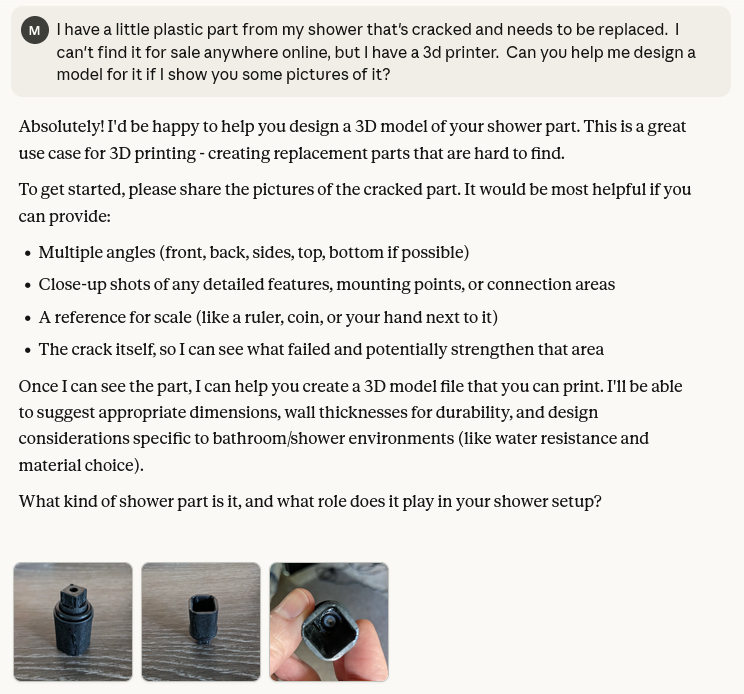 M
I have a little plastic part from my shower that's cracked and needs to be replaced. I
can't find it for sale anywhere online, but I have a 3d printer. Can you help me design a
model for it if I show you some pictures of it?
Absolutely! I'd be happy to help you design a 3D model of your shower part. This is a great
use case for 3D printing - creating replacement parts that are hard to find.
To get started, please share the pictures of the cracked part. It would be most helpful if you
can provide:
• Multiple angles (front, back, sides, top, bottom if possible)
• Close-up shots of any detailed features, mounting points, or connection areas
• A reference for scale (like a ruler, coin, or your hand next to it)
• The crack itself, so I can see what failed and potentially strengthen that area
Once I can see the part, I can help you create a 3D model file that you can print. I'll be able
to suggest appropriate dimensions, wall thicknesses for durability, and design
considerations specific to bathroom/shower environments (like water resistance and
material choice).
What kind of shower part is it, and what role does it play in your shower setup?